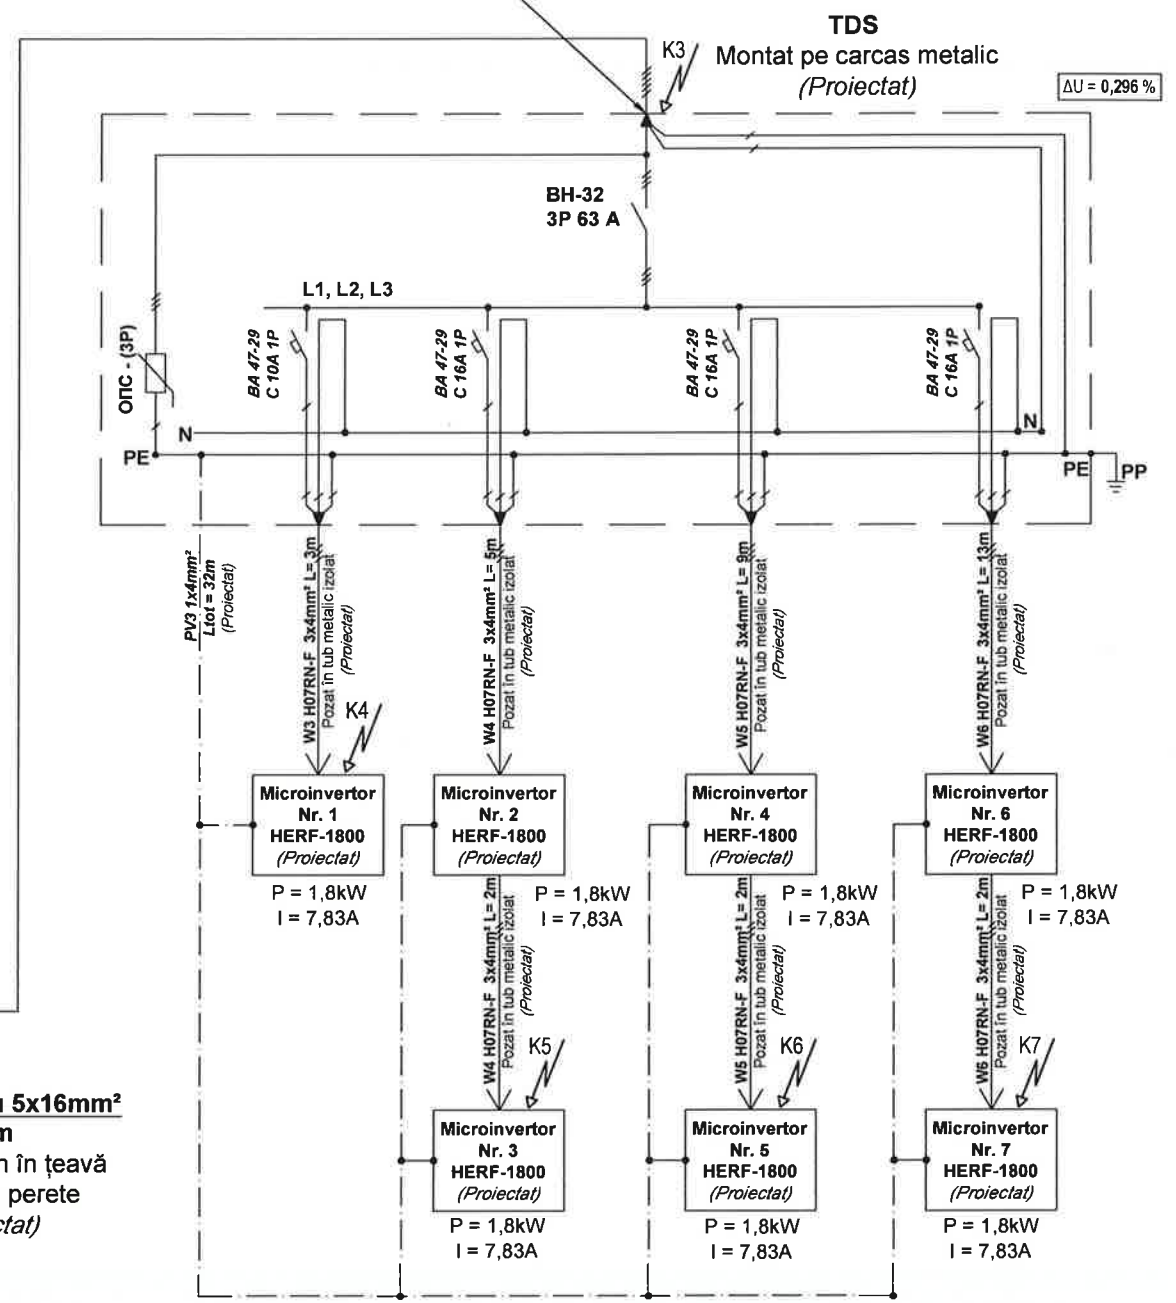 TDS
Montat pe carcas metalic
(Proiectat)
K3
ΔU = 0,296 %
BH-32
3P 63 A
L1, L2, L3
ОПС - (3P)
BA 47-29
C 10A 1P
BA 47-29
C 16A 1P
BA 47-29
C 16A 1P
BA 47-29
C 16A 1P
N
N
PE
PE
PP
PV3 1x4mm²
Ltot = 32m
(Proiectat)
W3 H07RN-F 3x4mm² L= 3m
Pozat în tub metalic izolat
(Proiectat)
W4 H07RN-F 3x4mm² L= 5m
Pozat în tub metalic izolat
(Proiectat)
W5 H07RN-F 3x4mm² L= 9m
Pozat în tub metalic izolat
(Proiectat)
W6 H07RN-F 3x4mm² L= 13m
Pozat în tub metalic izolat
(Proiectat)
K4
Microinvertor
Nr. 1
HERF-1800
(Proiectat)
P = 1,8kW
I = 7,83A
Microinvertor
Nr. 2
HERF-1800
(Proiectat)
P = 1,8kW
I = 7,83A
Microinvertor
Nr. 4
HERF-1800
(Proiectat)
P = 1,8kW
I = 7,83A
Microinvertor
Nr. 6
HERF-1800
(Proiectat)
P = 1,8kW
I = 7,83A
W4 H07RN-F 3x4mm² L= 2m
Pozat în tub metalic izolat
(Proiectat)
W5 H07RN-F 3x4mm² L= 2m
Pozat în tub metalic izolat
(Proiectat)
W6 H07RN-F 3x4mm² L= 2m
Pozat în tub metalic izolat
(Proiectat)
K5
K6
K7
Microinvertor
Nr. 3
HERF-1800
(Proiectat)
P = 1,8kW
I = 7,83A
Microinvertor
Nr. 5
HERF-1800
(Proiectat)
P = 1,8kW
I = 7,83A
Microinvertor
Nr. 7
HERF-1800
(Proiectat)
P = 1,8kW
I = 7,83A
5x16mm²
în țeavă
perete